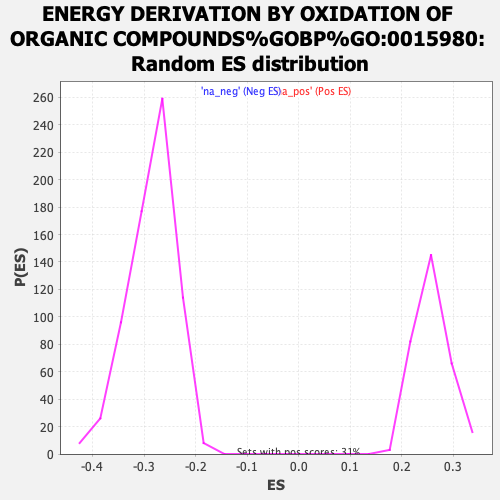 ENERGY DERIVATION BY OXIDATION OF
ORGANIC COMPOUNDS%GOBP%GO:0015980:
Random ES distribution
'na_neg' (Neg ES)a_pos' (Pos ES)
260
240
220
200
180
160
140
120
100
80
60
40
20
0
P(ES)
Sets with pos scores: 31%
-0.4 -0.3 -0.2 -0.1 0.0 0.1 0.2 0.3
ES